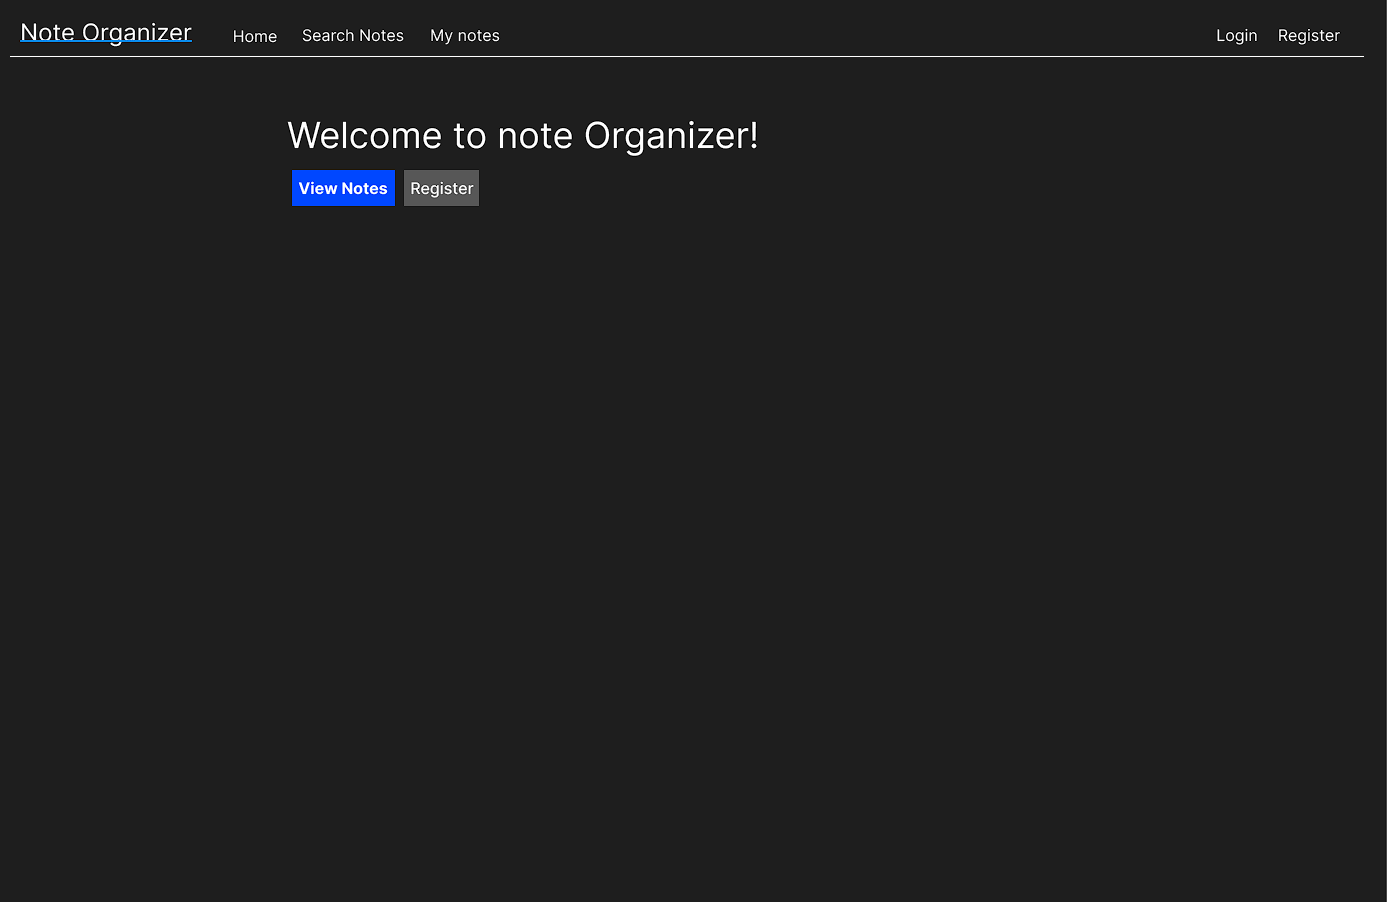 Note Organizer Home Search Notes My notes Login Register
Welcome to note Organizer!
View Notes Register